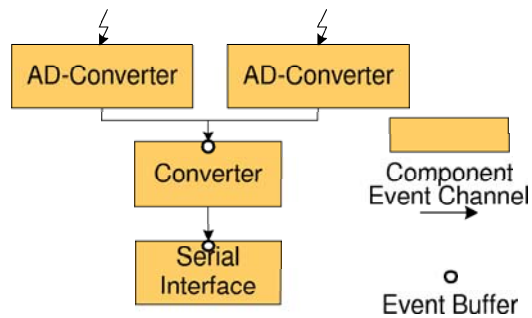 AD-Converter
AD-Converter
Converter
Serial
Interface
Component
Event Channel
Event Buffer